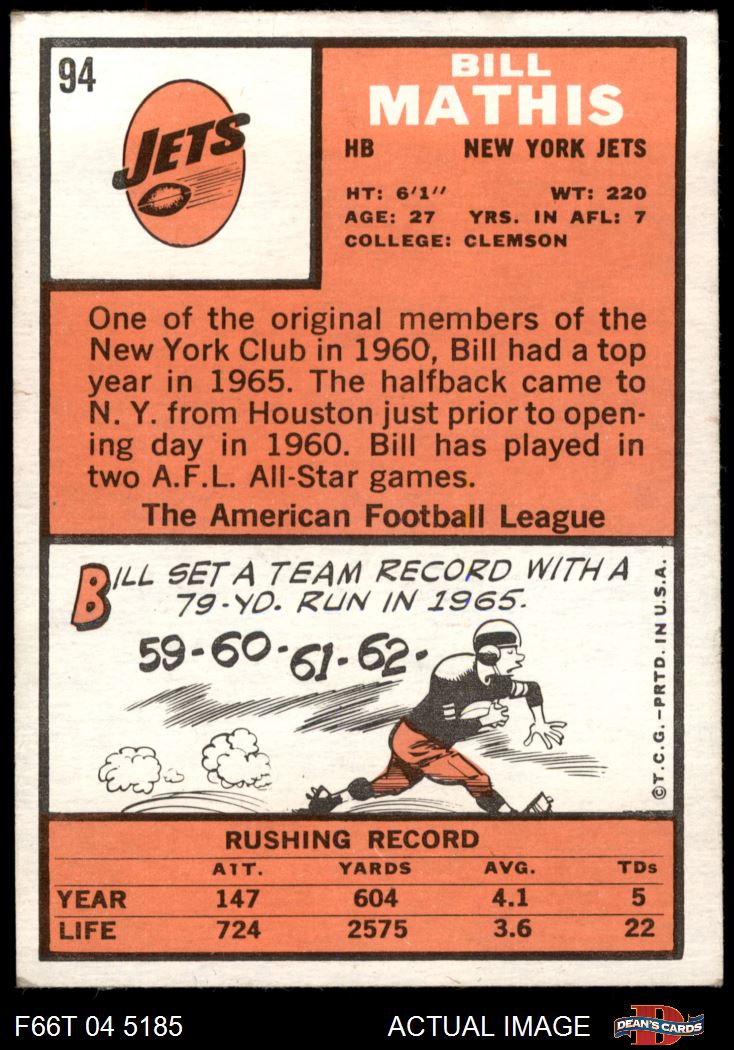 94
JETS
BILL
MATHIS
HB NEW YORK JETS
HT: 6'1'' WT: 220
AGE: 27 YRS. IN AFL: 7
COLLEGE: CLEMSON
One of the original members of the
New York Club in 1960, Bill had a top
year in 1965. The halfback came to
N. Y. from Houston just prior to open-
ing day in 1960. Bill has played in
two A.F.L. All-Star games.
The American Football League
BILL SET A TEAM RECORD WITH A
79-YD. RUN IN 1965.
59-60-61-62-
©T.C.G.-PRTD. IN U.S.A.
RUSHING RECORD
ATT. YARDS AVG. TDs
YEAR 147 604 4.1 5
LIFE 724 2575 3.6 22
F66T 04 5185 ACTUAL IMAGE DEAN'S CARDS